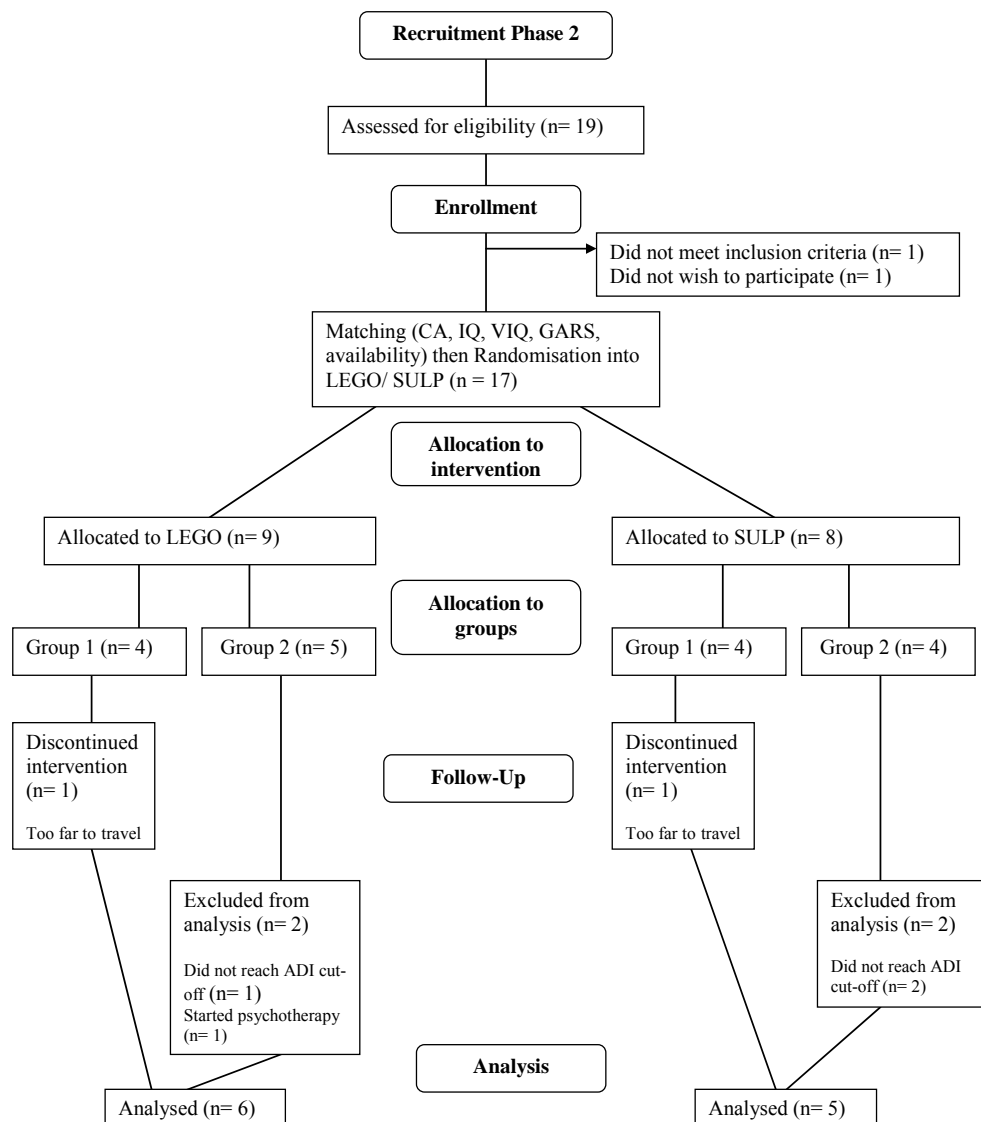 Recruitment Phase 2
Assessed for eligibility (n= 19)
Enrollment
Did not meet inclusion criteria (n= 1)
Did not wish to participate (n= 1)
Matching (CA, IQ, VIQ, GARS,
availability) then Randomisation into
LEGO/ SULP (n = 17)
Allocation to
intervention
Allocated to LEGO (n= 9)
Allocated to SULP (n= 8)
Allocation to
groups
Group 1 (n= 4)
Group 2 (n= 5)
Group 1 (n= 4)
Group 2 (n= 4)
Discontinued
intervention
(n= 1)
Too far to travel
Follow-Up
Discontinued
intervention
(n= 1)
Too far to travel
Excluded from
analysis (n= 2)
Did not reach ADI cut-
off (n= 1)
Started psychotherapy
(n= 1)
Excluded from
analysis (n= 2)
Did not reach ADI
cut-off (n= 2)
Analysis
Analysed (n= 6)
Analysed (n= 5)